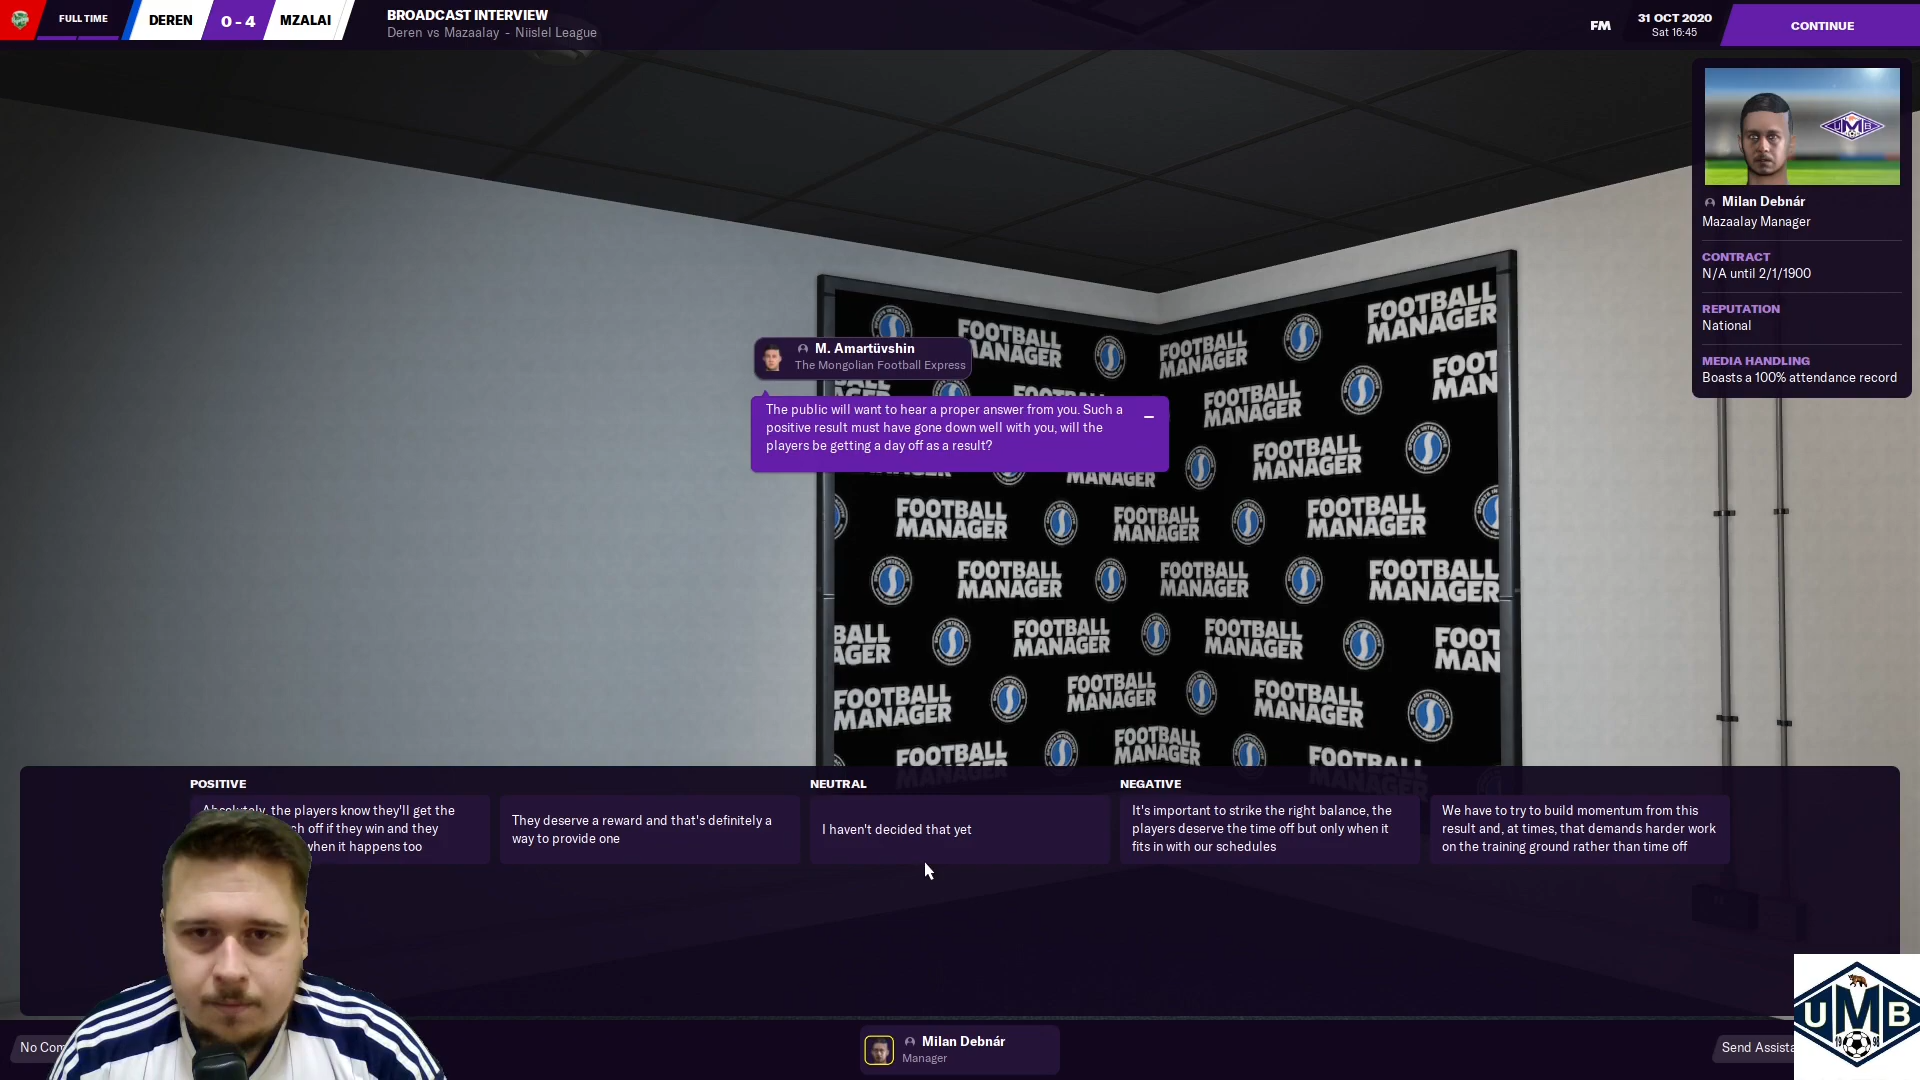 FULL TIME
DEREN
0 - 4
MZALAI
BROADCAST INTERVIEW
Deren vs Mazaalay - Niislel League
FM
31 OCT 2020
Sat 16:45
CONTINUE
UMB
Milan Debnár
Mazaalay Manager
CONTRACT
N/A until 2/1/1900
REPUTATION
National
MEDIA HANDLING
Boasts a 100% attendance record
M. Amartüvshin
The Mongolian Football Express
The public will want to hear a proper answer from you. Such a
positive result must have gone down well with you, will the
players be getting a day off as a result?
FOOTBALL
MANAGER
POSITIVE
Absolutely, the players know they'll get the
off if they win and they
when it happens too
They deserve a reward and that's definitely a
way to provide one
NEUTRAL
I haven't decided that yet
NEGATIVE
It's important to strike the right balance, the
players deserve the time off but only when it
fits in with our schedules
We have to try to build momentum from this
result and, at times, that demands harder work
on the training ground rather than time off
No Com
Milan Debnár
Manager
Send Assista
UMB
19 98